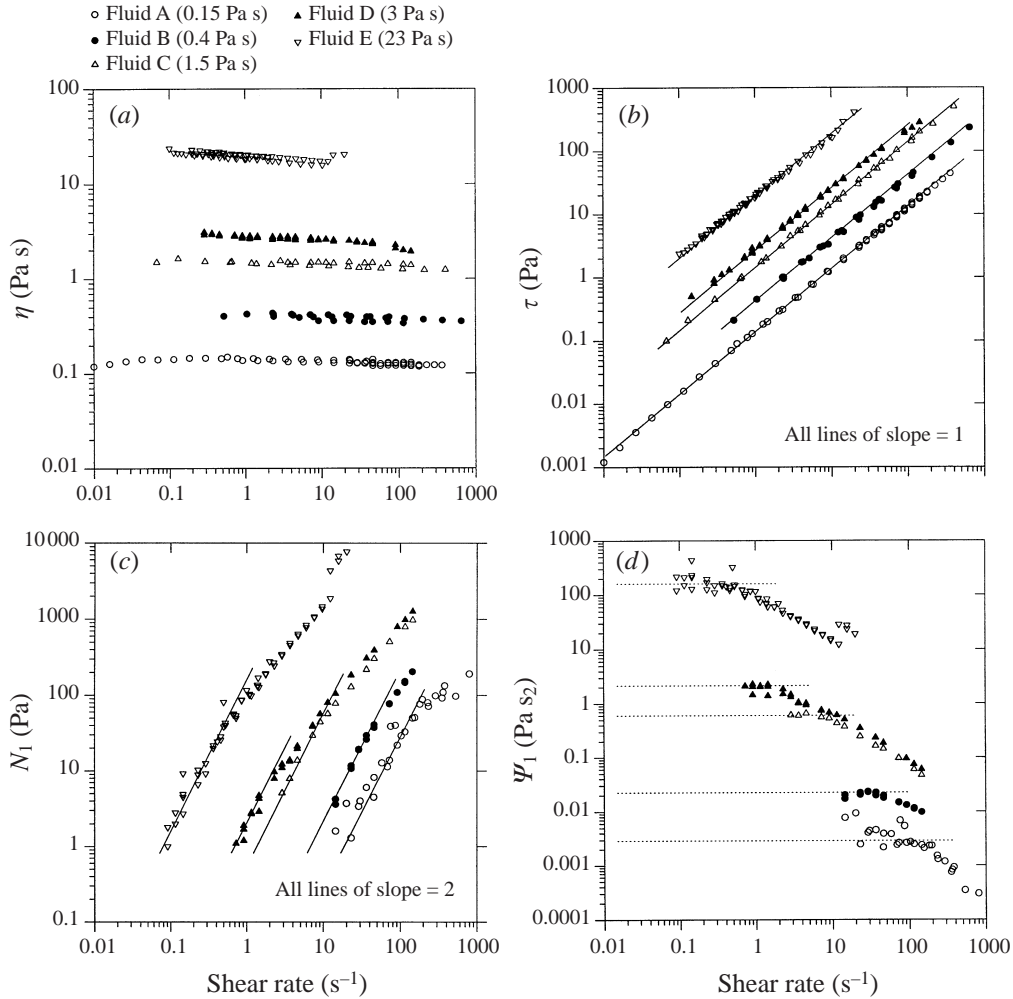 Fluid A (0.15 Pa s) Fluid D (3 Pa s)
Fluid B (0.4 Pa s) Fluid E (23 Pa s)
Fluid C (1.5 Pa s)
(a)
100
10
1
0.1
0.01
η (Pa s)
0.01 0.1 1 10 100 1000
(b)
1000
100
10
1
0.1
0.01
0.001
τ (Pa)
All lines of slope = 1
(c)
10 000
1000
100
10
1
0.1
N₁ (Pa)
All lines of slope = 2
0.01 0.1 1 10 100 1000
Shear rate (s⁻¹)
(d)
1000
100
10
1
0.1
0.01
0.001
0.0001
Ψ₁ (Pa s₂)
0.01 0.1 1 10 100 1000
Shear rate (s⁻¹)